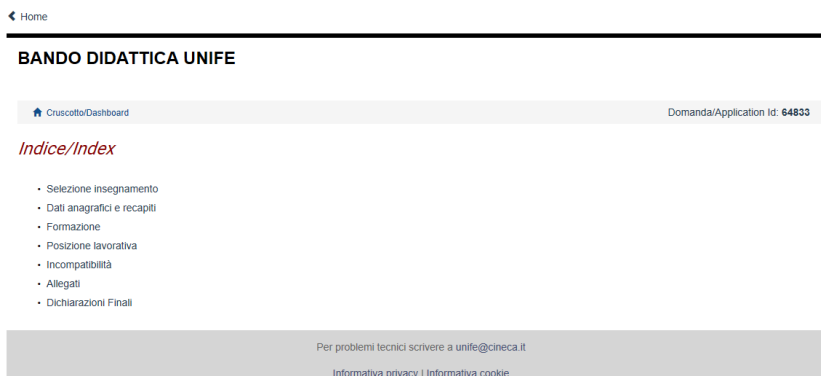 Home
BANDO DIDATTICA UNIFE
Cruscotto/Dashboard Domanda/Application Id: 64833
Indice/Index
Selezione insegnamento
Dati anagrafici e recapiti
Formazione
Posizione lavorativa
Incompatibilità
Allegati
Dichiarazioni Finali
Per problemi tecnici scrivere a unife@cineca.it
Informativa privacy | Informativa cookie